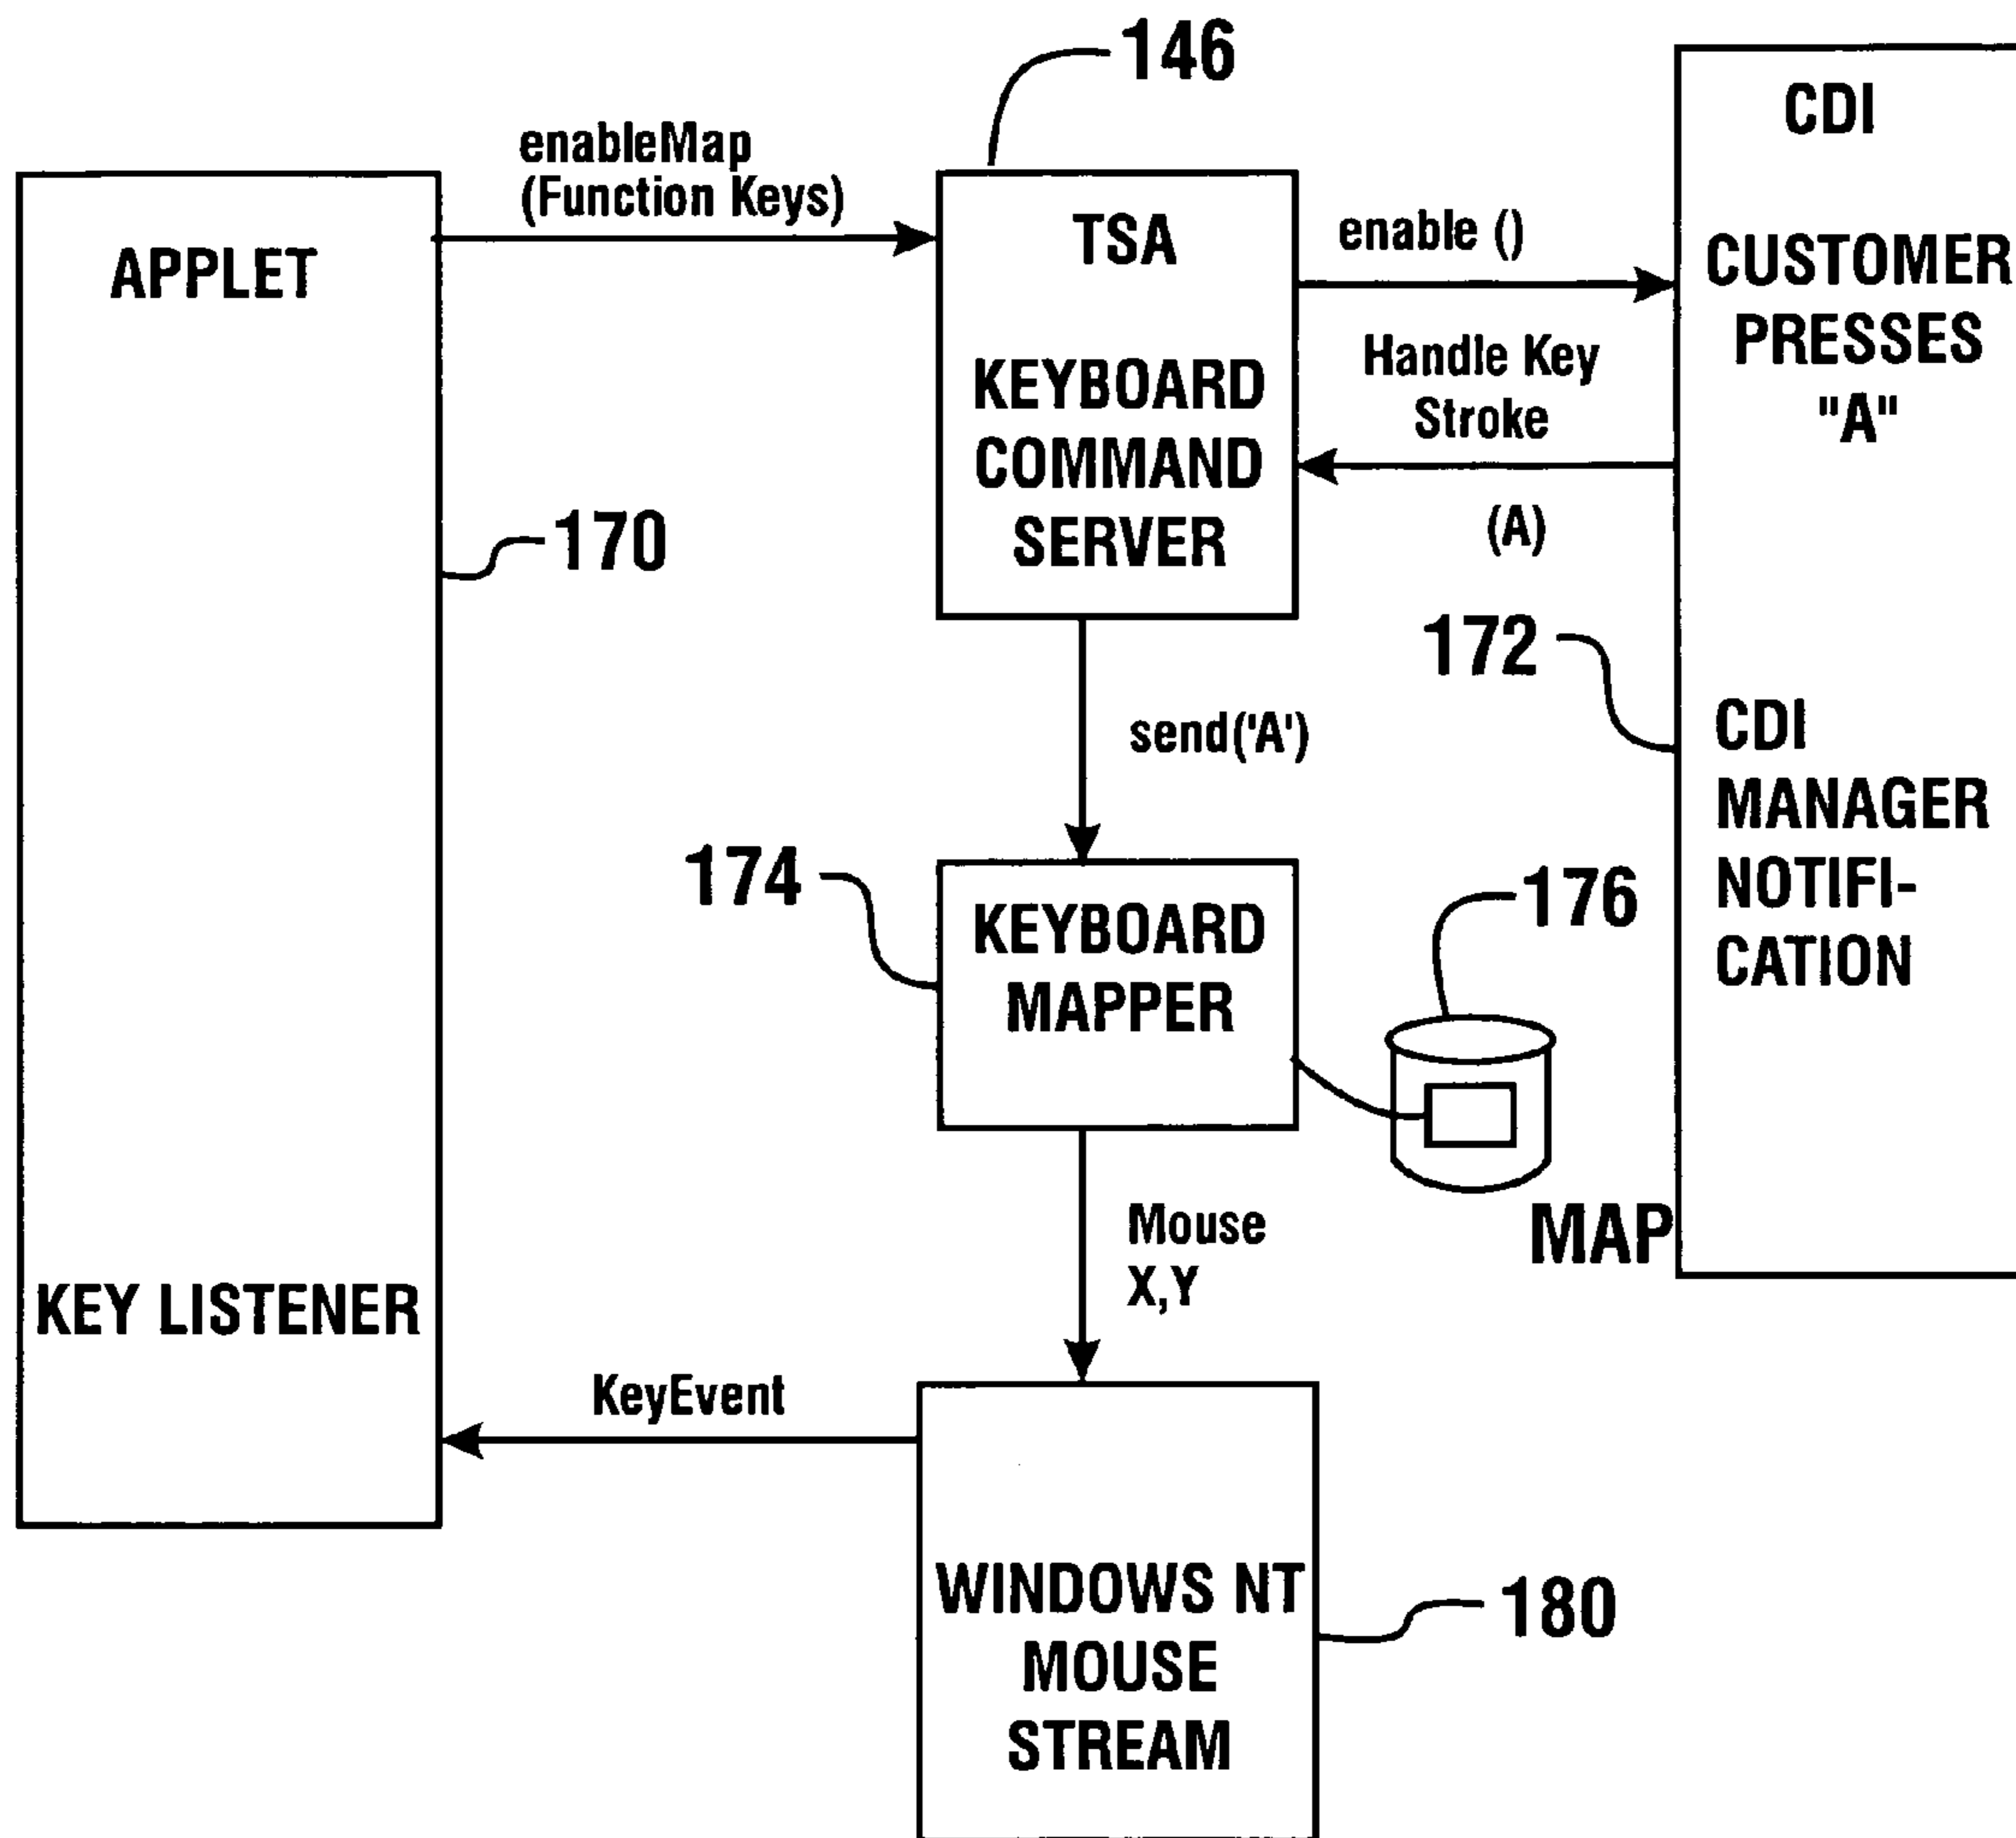 146
CDI
enableMap
(Function Keys)
APPLET
TSA
enable ()
CUSTOMER
PRESSES
"A"
KEYBOARD
COMMAND
SERVER
Handle Key
Stroke
(A)
170
172
send('A')
CDI
MANAGER
NOTIFI-
CATION
174
KEYBOARD
MAPPER
176
MAP
Mouse
X,Y
KEY LISTENER
KeyEvent
WINDOWS NT
MOUSE
STREAM
180